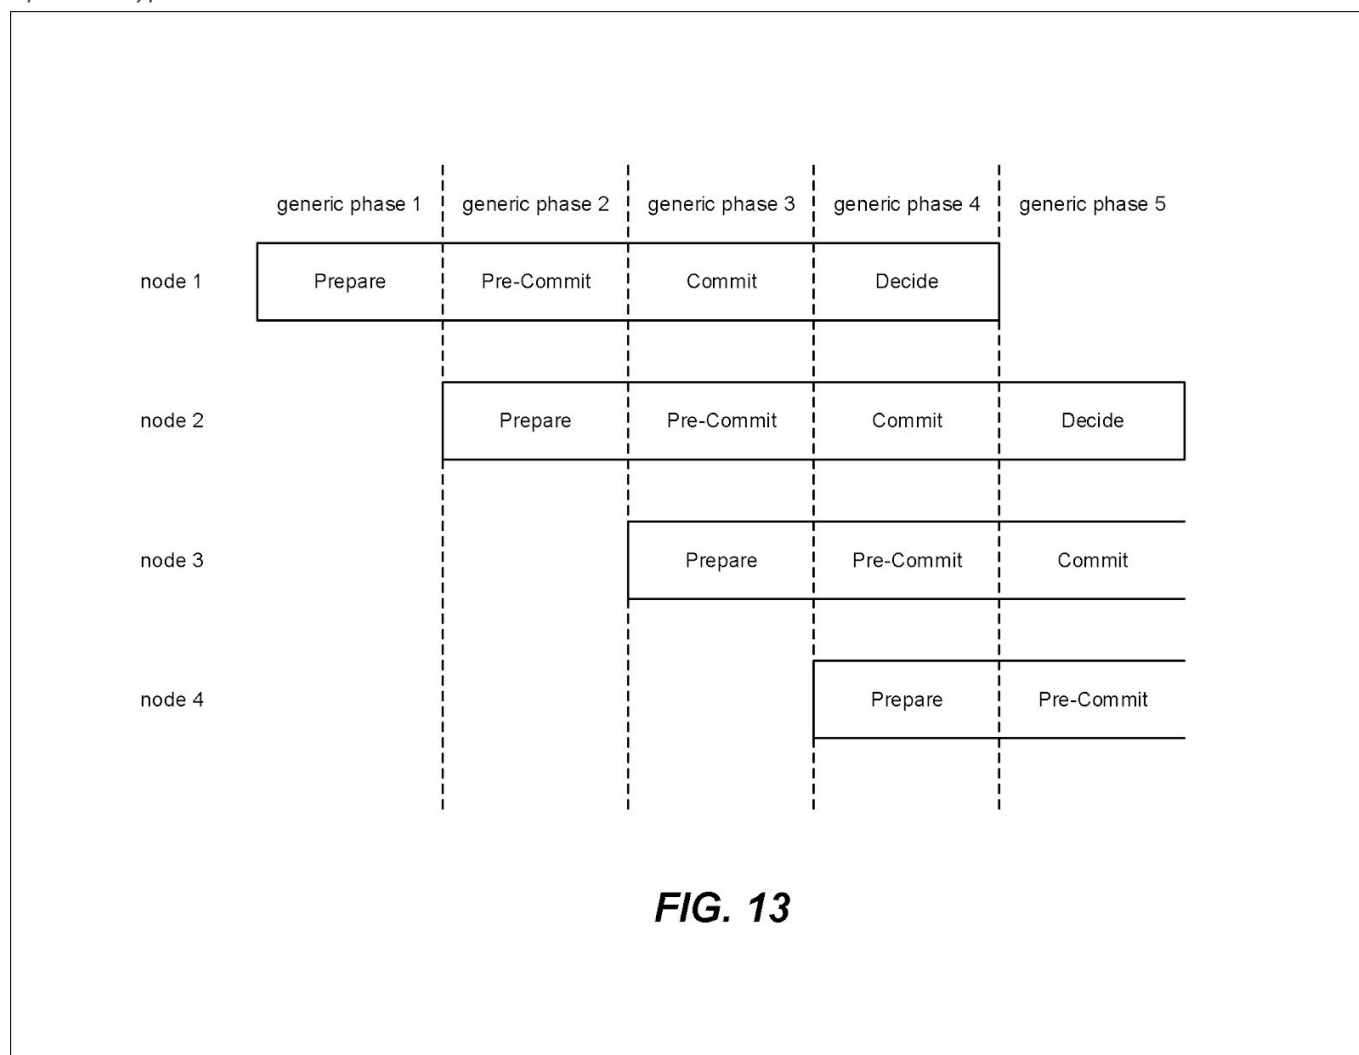 generic phase 1 generic phase 2 generic phase 3 generic phase 4 generic phase 5
node 1 Prepare Pre-Commit Commit Decide
node 2 Prepare Pre-Commit Commit Decide
node 3 Prepare Pre-Commit Commit
node 4 Prepare Pre-Commit
FIG. 13